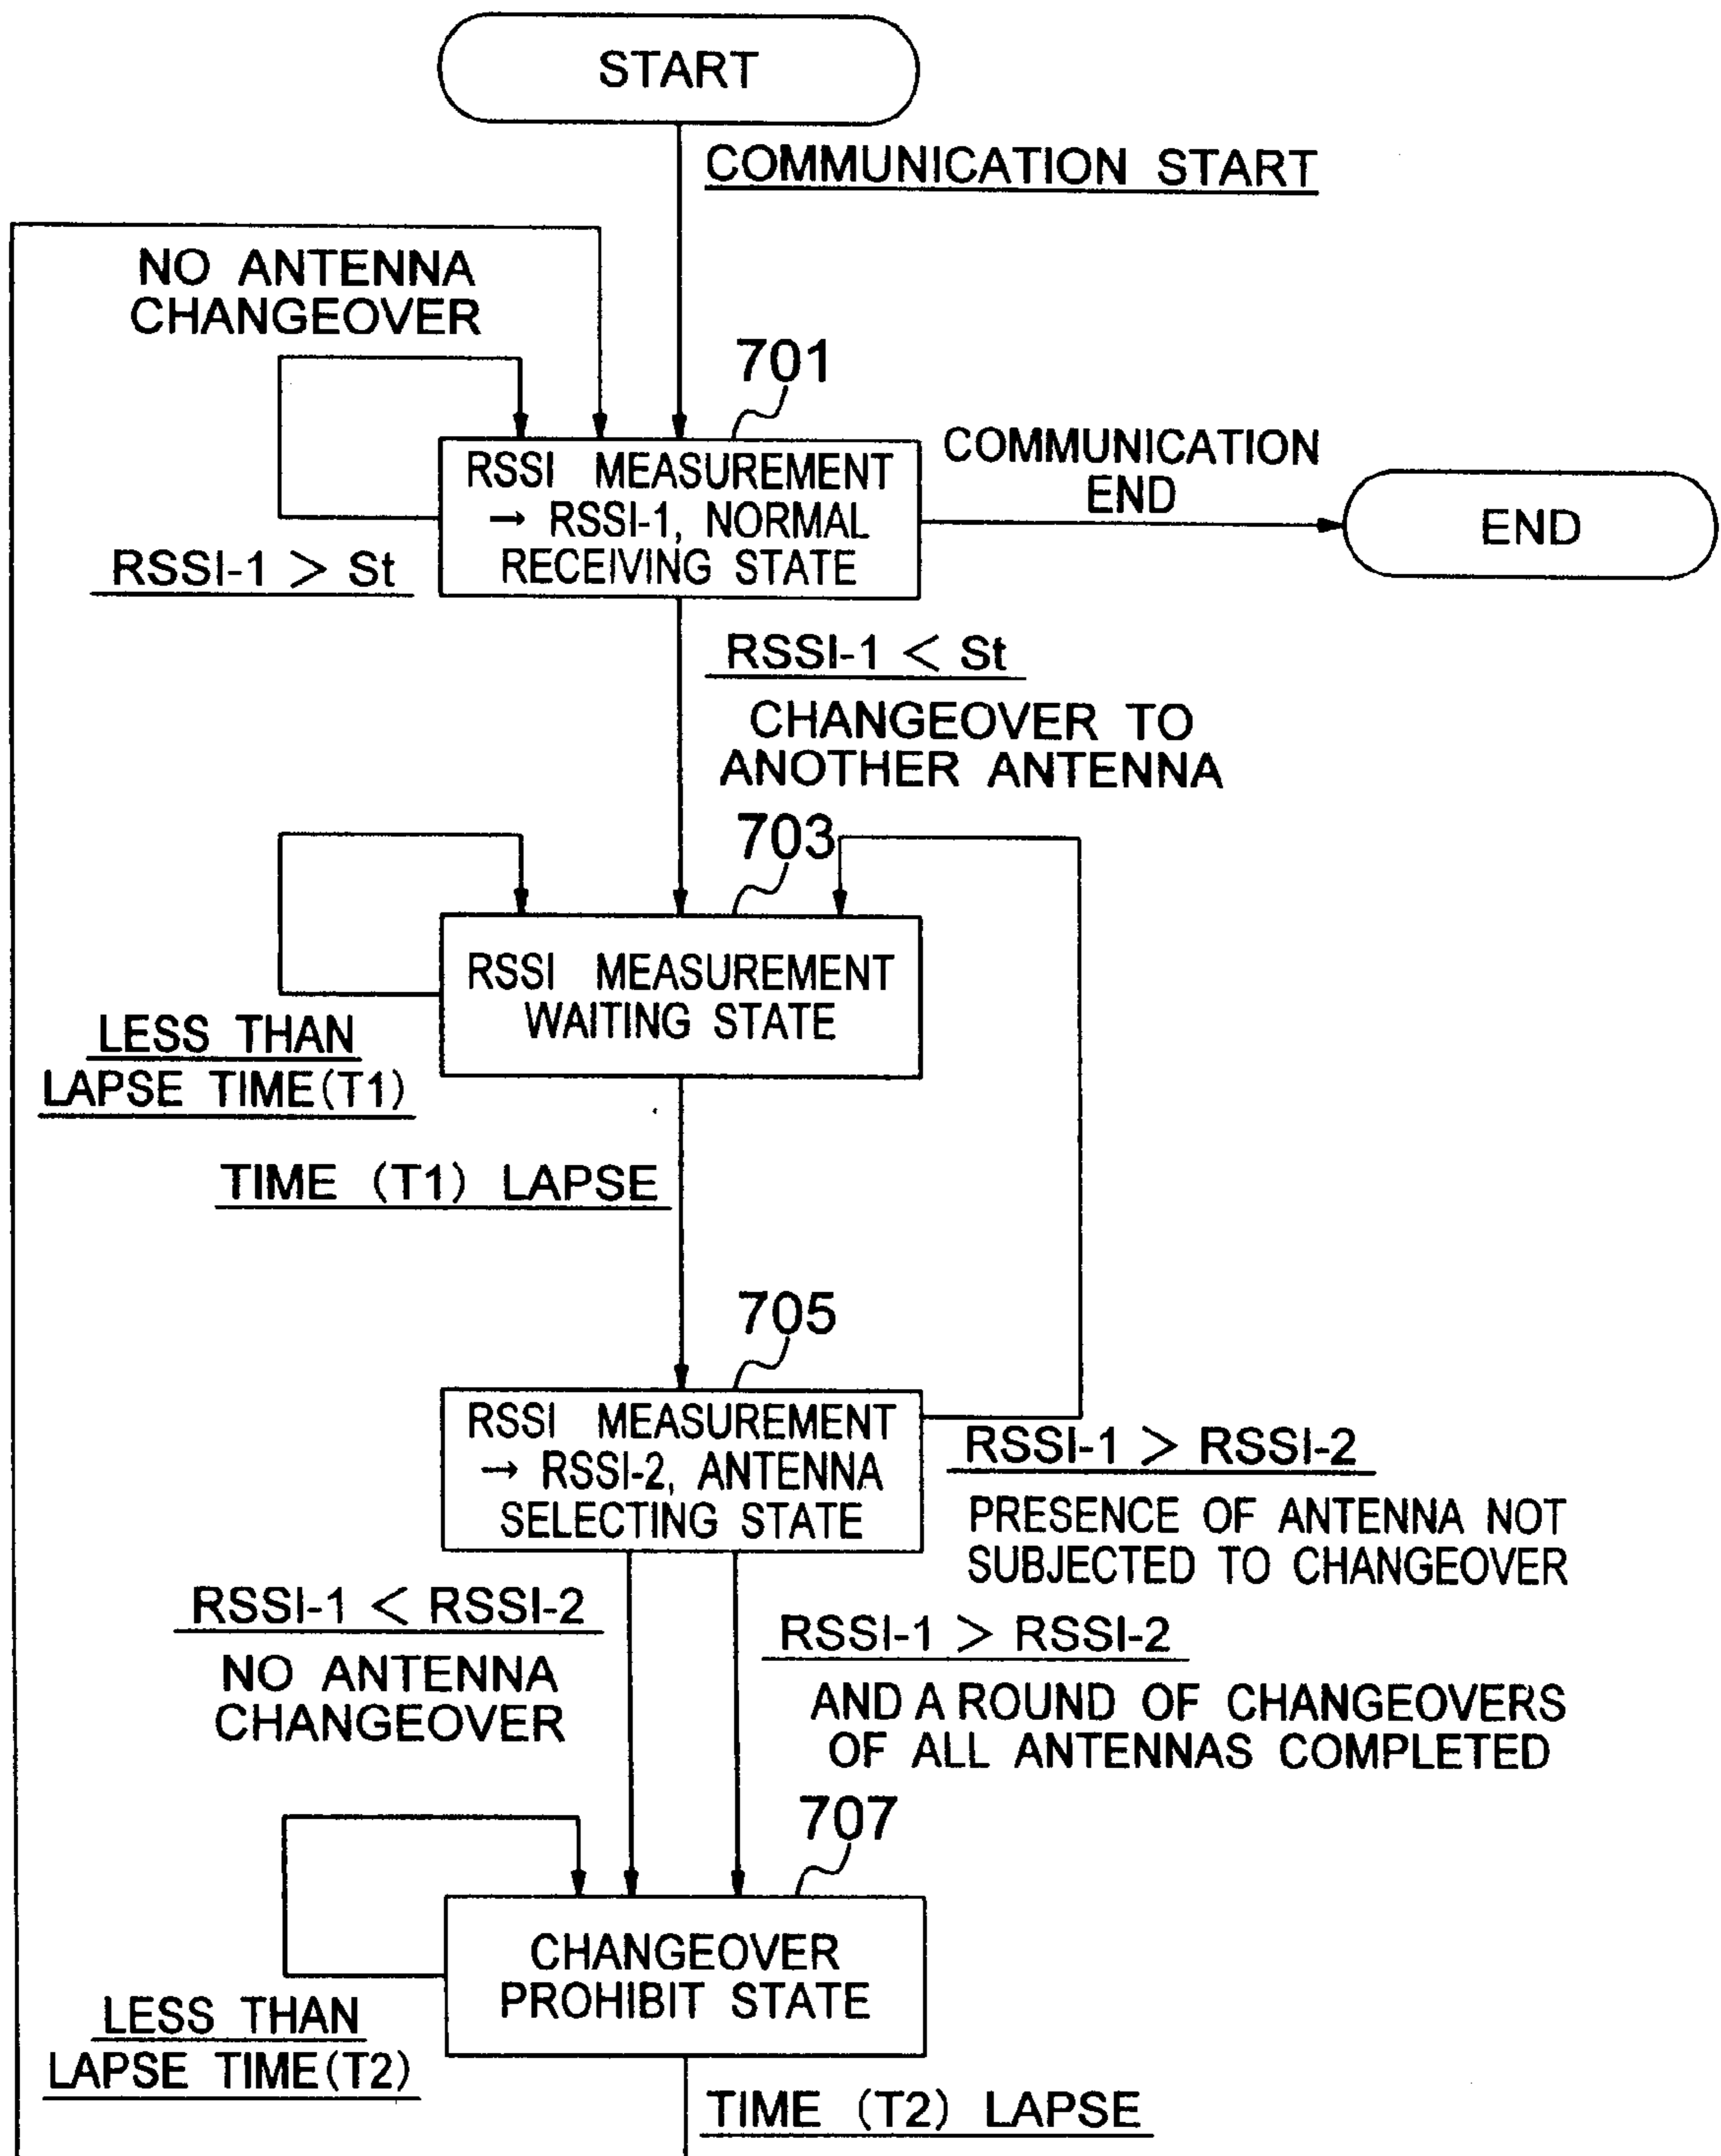 START
COMMUNICATION START
NO ANTENNA
CHANGEOVER
701
RSSI MEASUREMENT
→ RSSI-1, NORMAL
RECEIVING STATE
COMMUNICATION
END
END
RSSI-1 > St
RSSI-1 < St
CHANGEOVER TO
ANOTHER ANTENNA
703
RSSI MEASUREMENT
WAITING STATE
LESS THAN
LAPSE TIME(T1)
TIME (T1) LAPSE
705
RSSI MEASUREMENT
→ RSSI-2, ANTENNA
SELECTING STATE
RSSI-1 > RSSI-2
PRESENCE OF ANTENNA NOT
SUBJECTED TO CHANGEOVER
RSSI-1 < RSSI-2
NO ANTENNA
CHANGEOVER
RSSI-1 > RSSI-2
AND A ROUND OF CHANGEOVERS
OF ALL ANTENNAS COMPLETED
707
CHANGEOVER
PROHIBIT STATE
LESS THAN
LAPSE TIME(T2)
TIME (T2) LAPSE